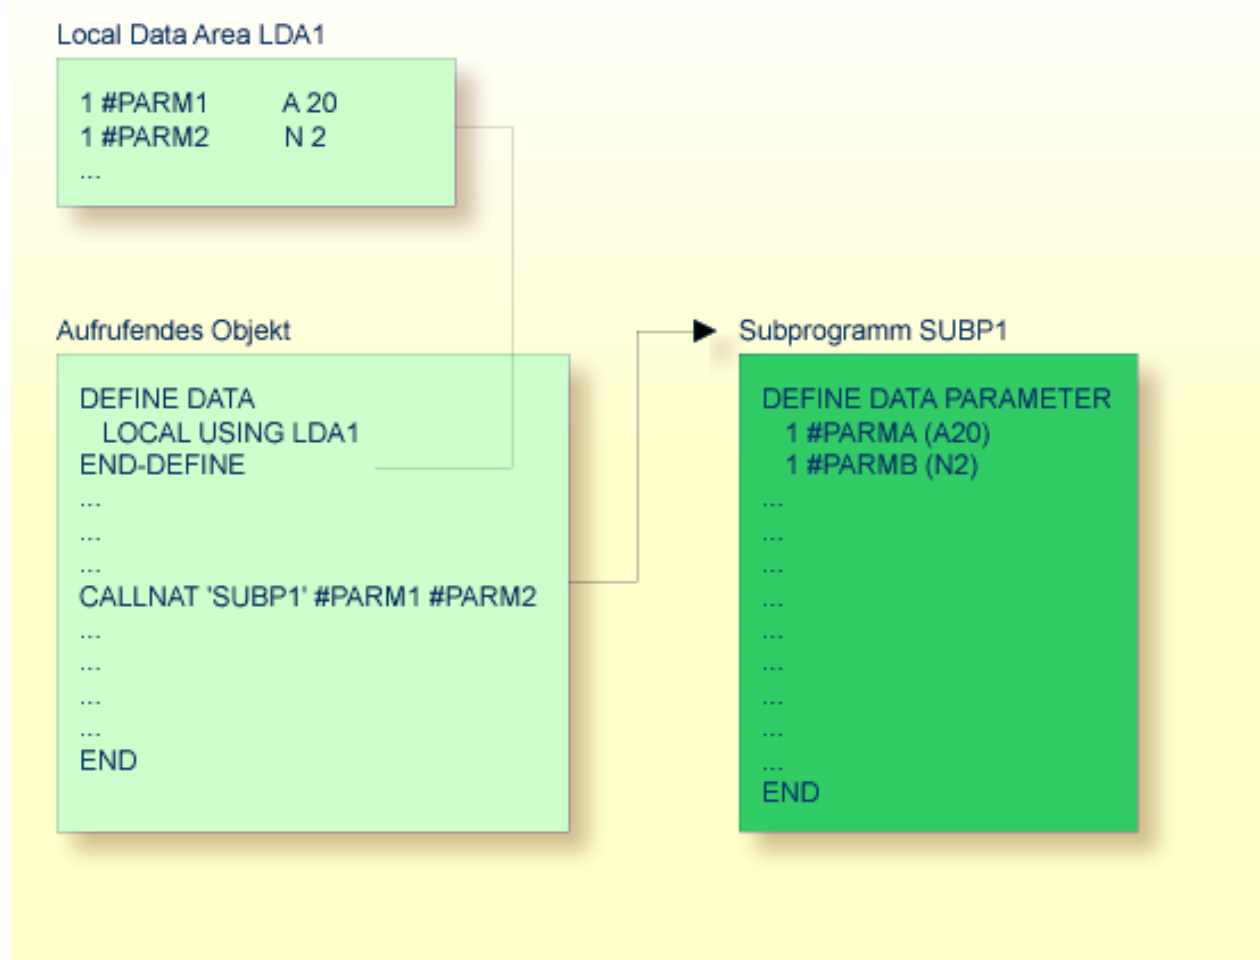 Local Data Area LDA1
1 #PARM1 A 20
1 #PARM2 N 2
...
Aufrufendes Objekt
DEFINE DATA
LOCAL USING LDA1
END-DEFINE
...
...
...
CALLNAT 'SUBP1' #PARM1 #PARM2
...
...
...
...
END
Subprogramm SUBP1
DEFINE DATA PARAMETER
1 #PARMA (A20)
1 #PARMB (N2)
...
...
...
...
...
...
...
...
...
END